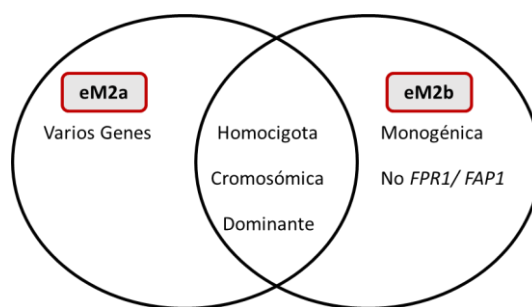 eM2a
eM2b
Varios Genes
Homocigota
Monogénica
Cromosómica
No FPR1/ FAP1
Dominante